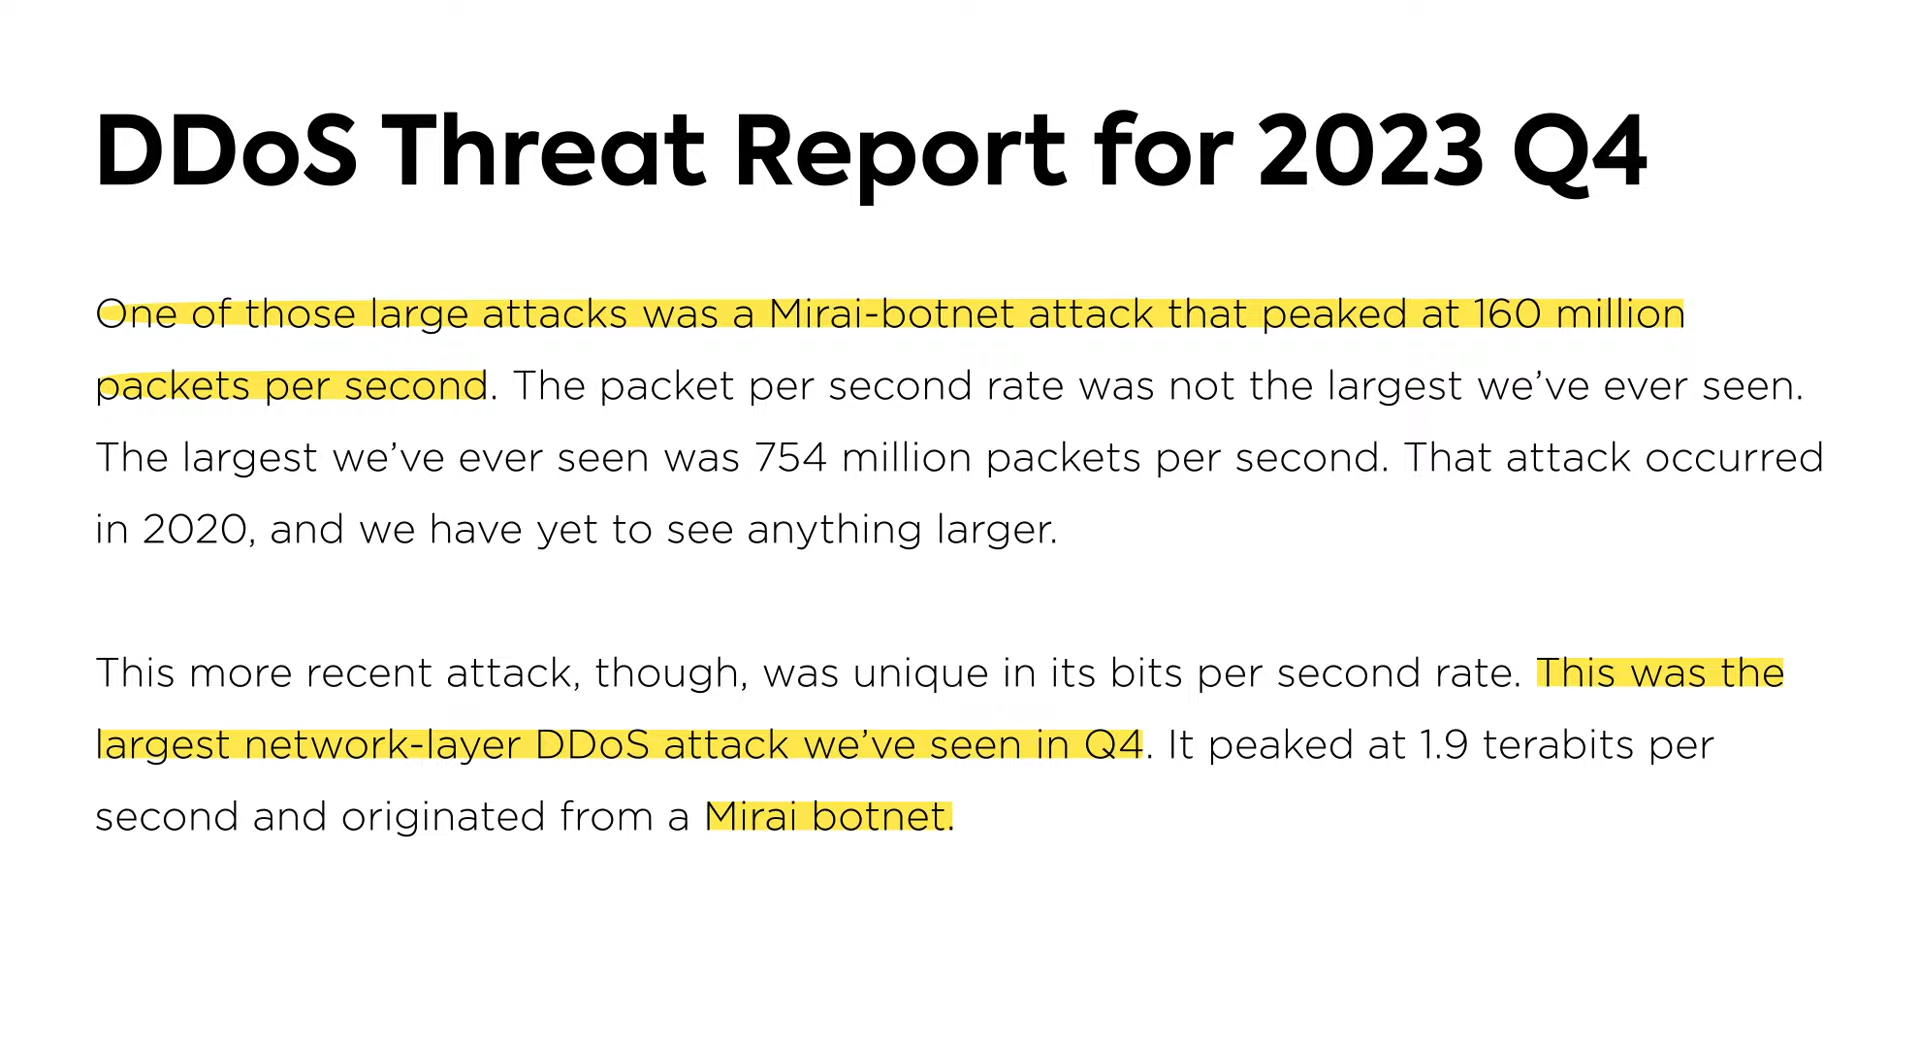 DDoS Threat Report for 2023 Q4
One of those large attacks was a Mirai-botnet attack that peaked at 160 million
packets per second. The packet per second rate was not the largest we’ve ever seen.
The largest we’ve ever seen was 754 million packets per second. That attack occurred
in 2020, and we have yet to see anything larger.
This more recent attack, though, was unique in its bits per second rate. This was the
largest network-layer DDoS attack we’ve seen in Q4. It peaked at 1.9 terabits per
second and originated from a Mirai botnet.